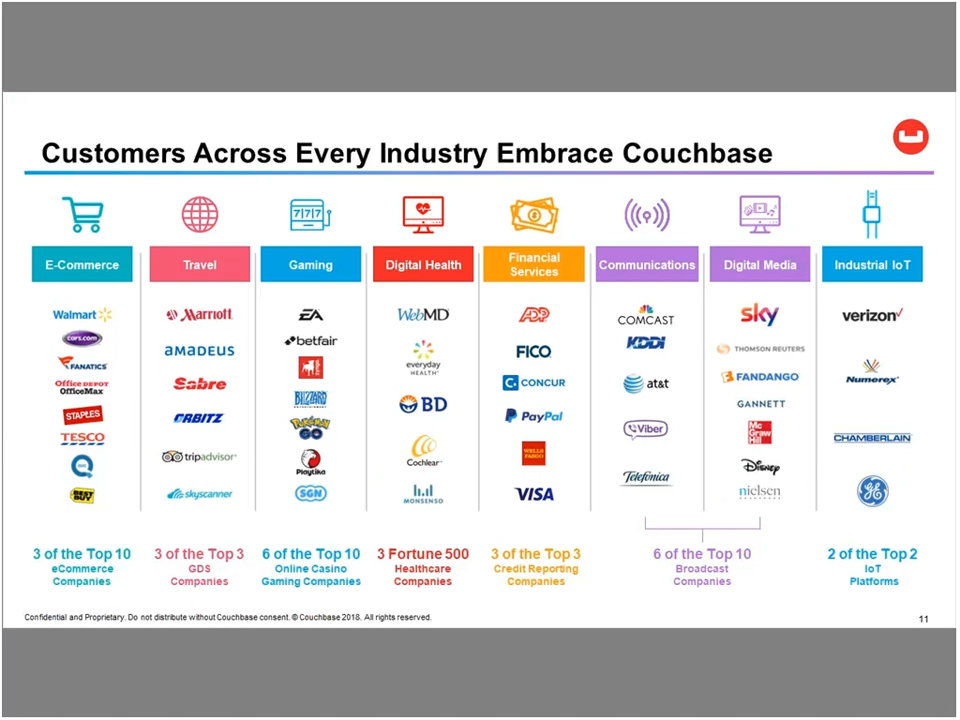 Customers Across Every Industry Embrace Couchbase
7 7 7
E-Commerce
Travel
Gaming
Digital Health
Financial
Services
Communications
Digital Media
Industrial IoT
Walmart
cars.com
FANATICS
Office DEPOT
OfficeMax
STAPLES
TESCO
BEST
BUY
Marriott
amadeus
Sabre
ORBITZ
tripadvisor
skyscanner
EA
betfair
zynga
BLIZZARD
ENTERTAINMENT
POKÉMON
GO
Playtika
SGN
WebMD
everyday
HEALTH
BD
Cochlear
MONSENSO
ADP
FICO
C. CONCUR
PayPal
WELLS
FARGO
VISA
COMCAST
KDDI
at&t
Viber
Telefónica
sky
THOMSON REUTERS
FANDANGO
GANNETT
Mc
Graw
Hill
Disney
nielsen
verizon
Numerex
CHAMBERLAIN
GE
3 of the Top 10
eCommerce
Companies
3 of the Top 3
GDS
Companies
6 of the Top 10
Online Casino
Gaming Companies
3 Fortune 500
Healthcare
Companies
3 of the Top 3
Credit Reporting
Companies
6 of the Top 10
Broadcast
Companies
2 of the Top 2
IoT
Platforms
Confidential and Proprietary. Do not distribute without Couchbase consent. © Couchbase 2018. All rights reserved.
11